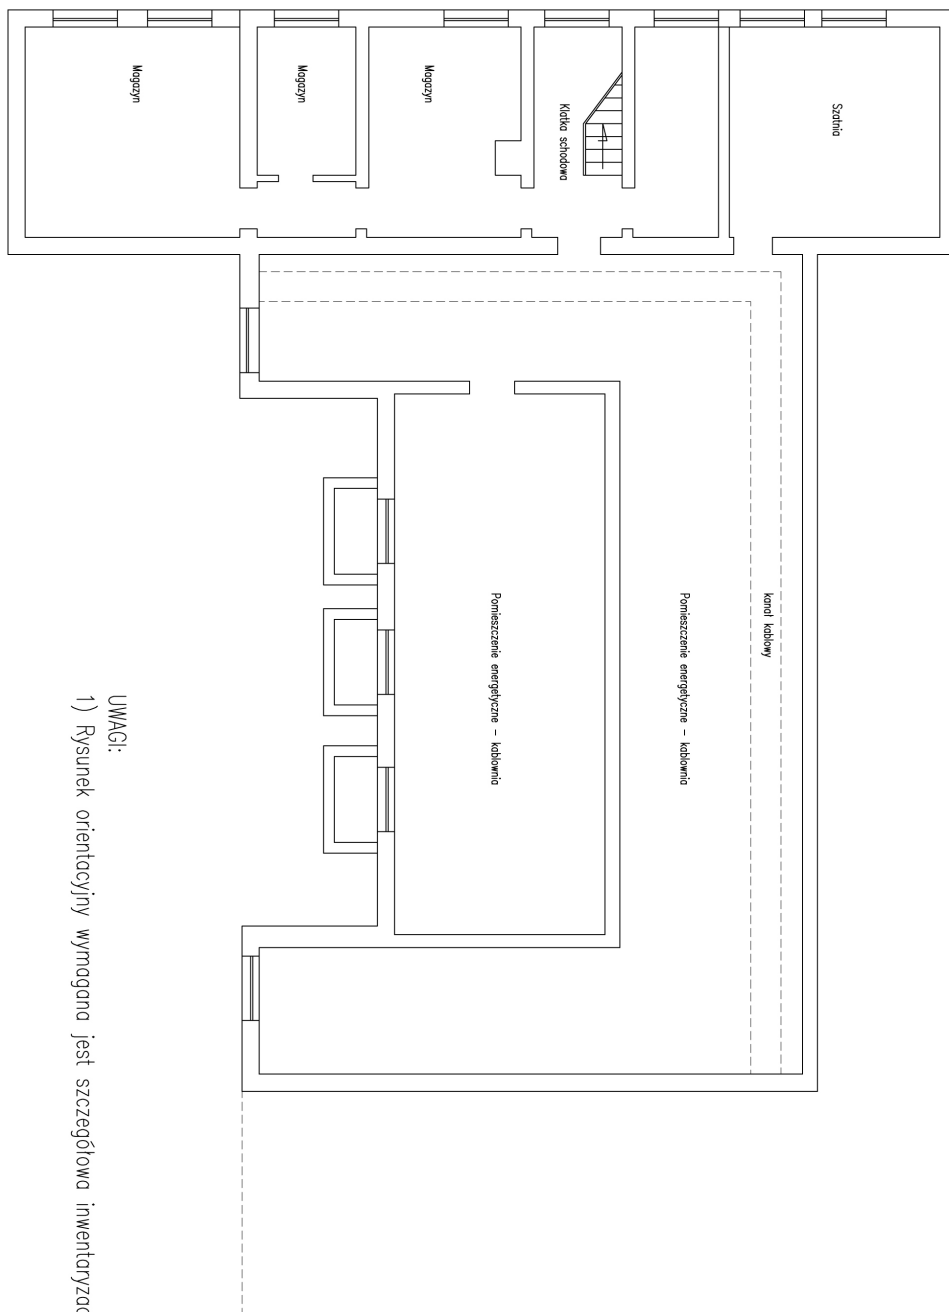 Szatnia
Klatka schodowa
Magazyn
Magazyn
Magazyn
kanał kablowy
Pomieszczenie energetyczne – kablownia
Pomieszczenie energetyczne – kablownia
UWAGI:
1) Rysunek orientacyjny wymagana jest szczegółowa